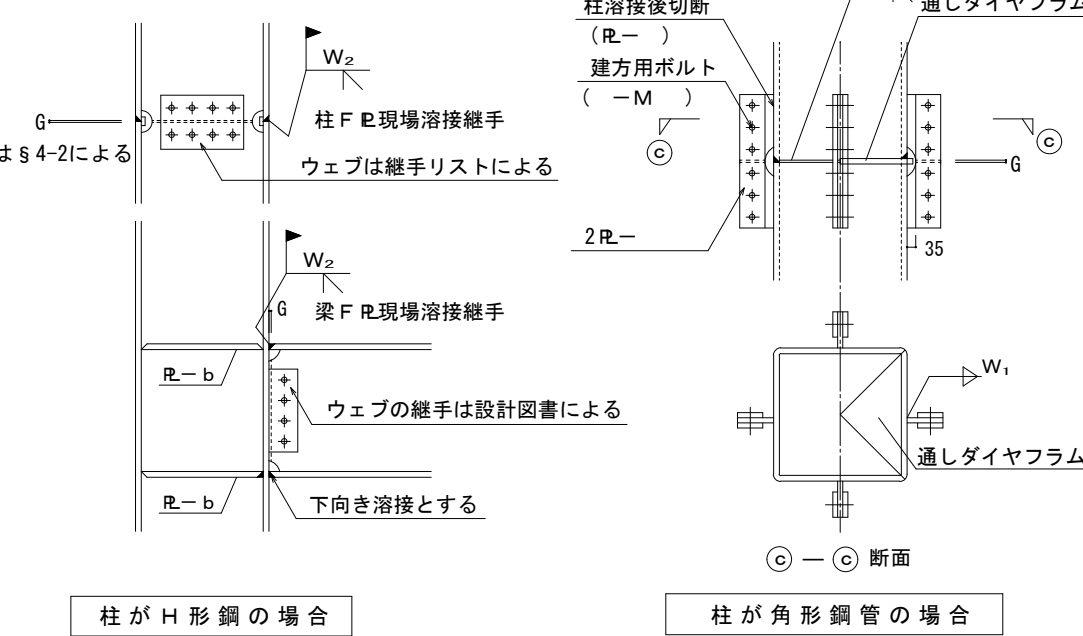 W₂
G
柱FPL現場溶接継手
は§4-2による
ウェブは継手リストによる
W₂
G
梁FPL現場溶接継手
PL－b
ウェブの継手は設計図書による
PL－b
下向き溶接とする
柱がH形鋼の場合
柱溶接後切断
(PL－ )
通しダイヤフラム
建方用ボルト
( －M )
C
C
G
2PL－
35
W₁
通しダイヤフラム
C — C 断面
柱が角形鋼管の場合